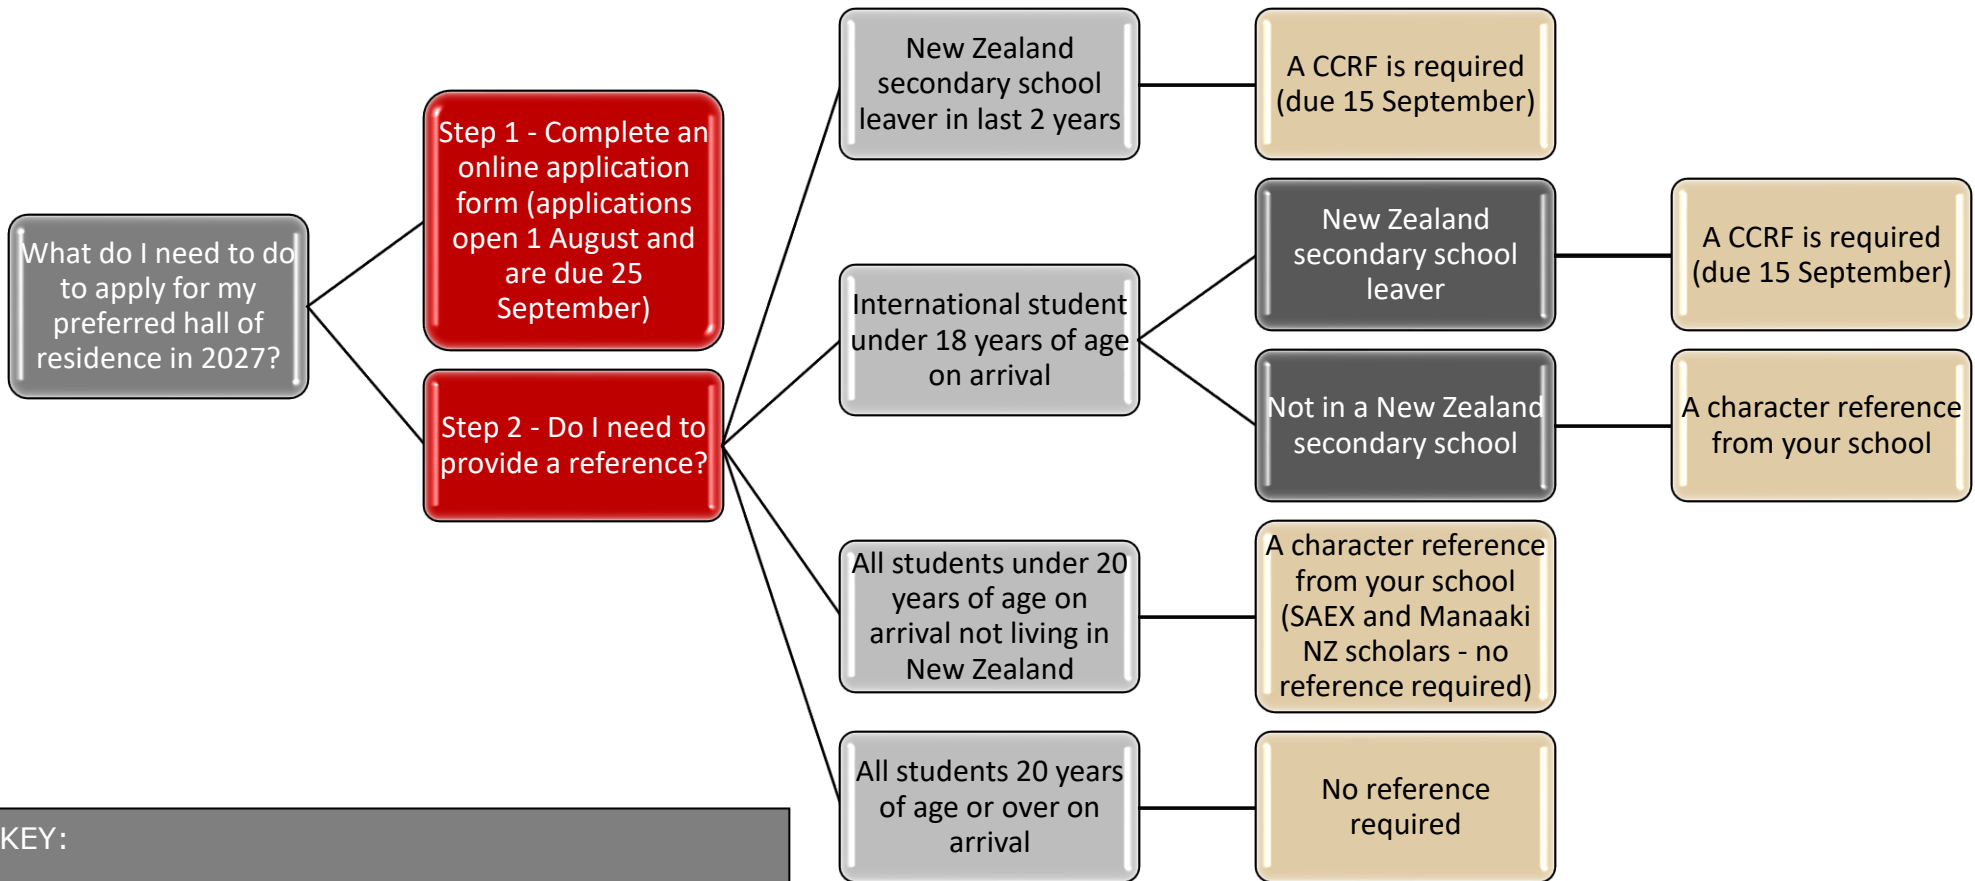 What do I need to do
to apply for my
preferred hall of
residence in 2027?
Step 1 - Complete an
online application
form (applications
open 1 August and
are due 25
September)
Step 2 - Do I need to
provide a reference?
New Zealand
secondary school
leaver in last 2 years
A CCRF is required
(due 15 September)
International student
under 18 years of age
on arrival
New Zealand
secondary school
leaver
A CCRF is required
(due 15 September)
Not in a New Zealand
secondary school
A character reference
from your school
All students under 20
years of age on
arrival not living in
New Zealand
A character reference
from your school
(SAEX and Manaaki
NZ scholars - no
reference required)
All students 20 years
of age or over on
arrival
No reference
required
KEY: